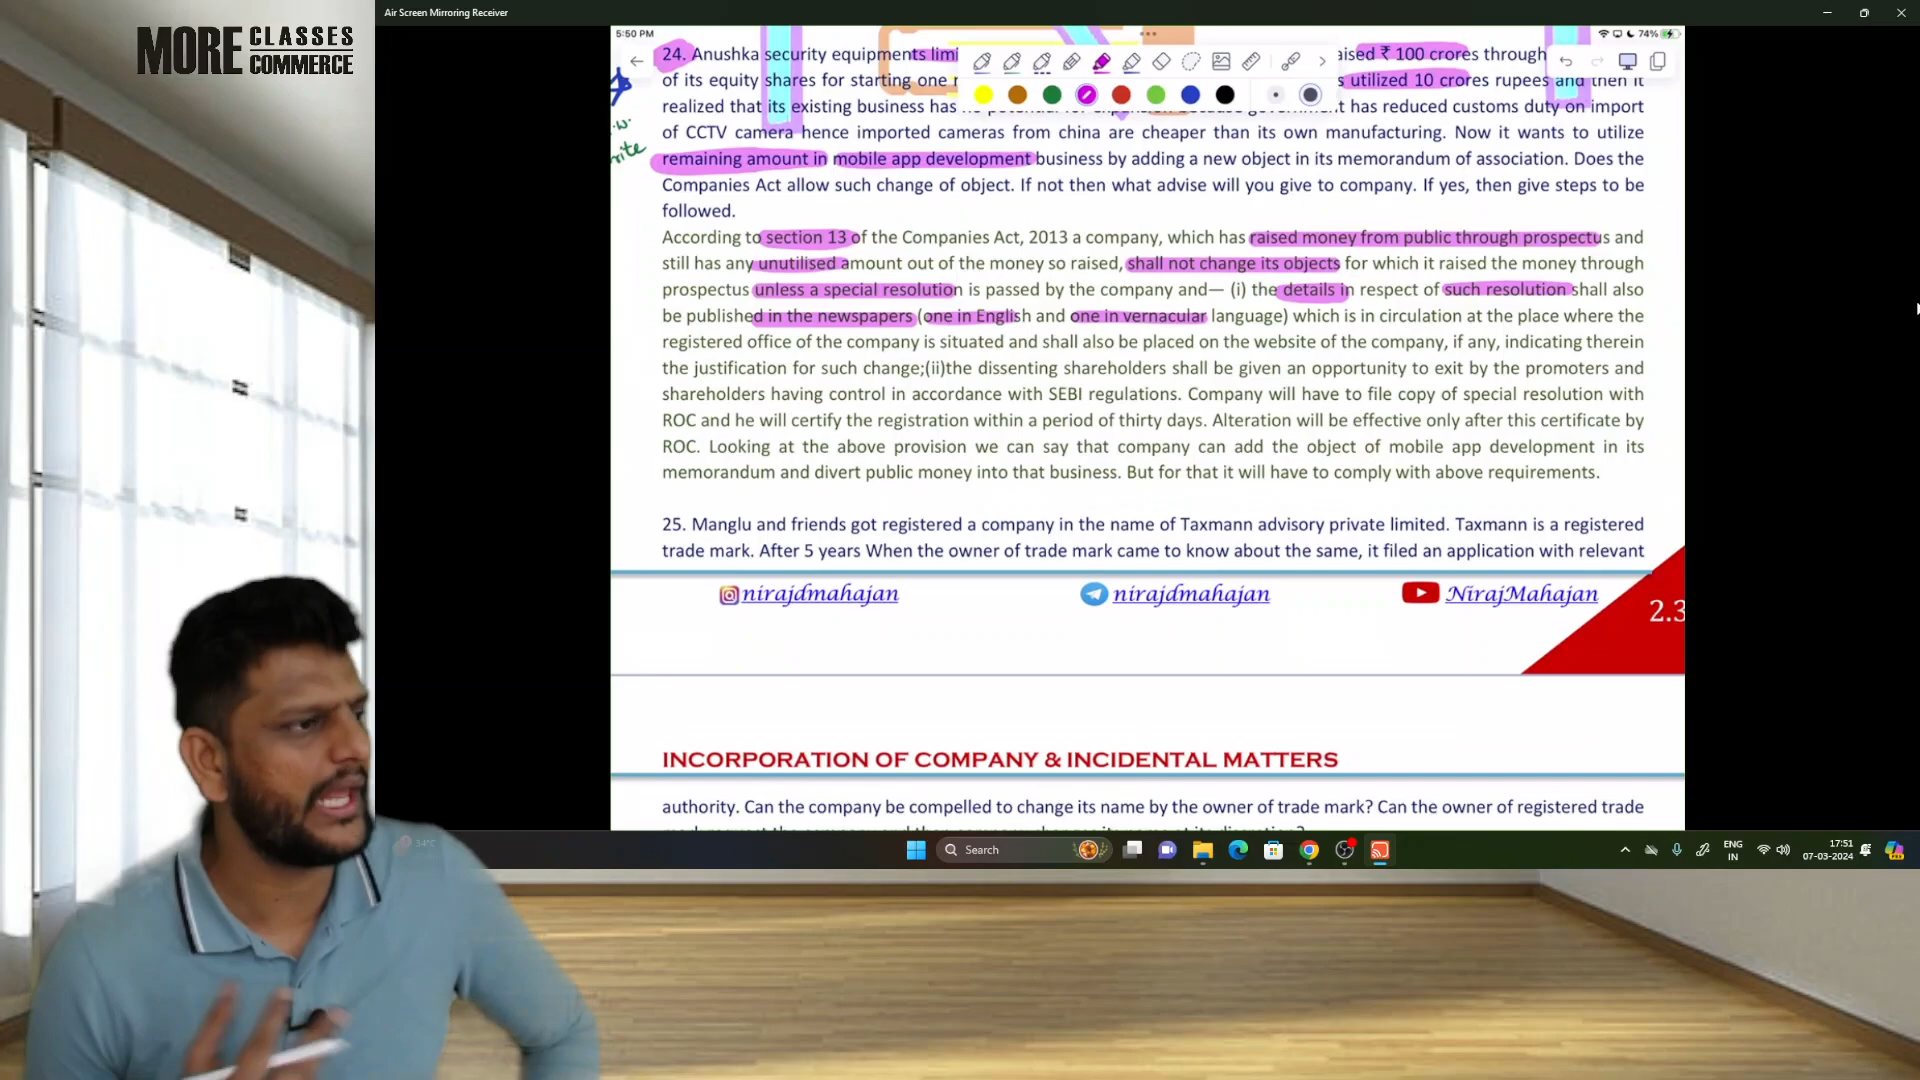 MORE CLASSES COMMERCE
Air Screen Mirroring Receiver
5:50 PM
74%
24. Anushka security equipments limi aised ₹ 100 crores through
of its equity shares for starting one s utilized 10 crores rupees and then it
realized that its existing business has no potential for expansion because government has reduced customs duty on import
of CCTV camera hence imported cameras from china are cheaper than its own manufacturing. Now it wants to utilize
remaining amount in mobile app development business by adding a new object in its memorandum of association. Does the
Companies Act allow such change of object. If not then what advise will you give to company. If yes, then give steps to be
followed.
According to section 13 of the Companies Act, 2013 a company, which has raised money from public through prospectus and
still has any unutilised amount out of the money so raised, shall not change its objects for which it raised the money through
prospectus unless a special resolution is passed by the company and— (i) the details in respect of such resolution shall also
be published in the newspapers (one in English and one in vernacular language) which is in circulation at the place where the
registered office of the company is situated and shall also be placed on the website of the company, if any, indicating therein
the justification for such change;(ii)the dissenting shareholders shall be given an opportunity to exit by the promoters and
shareholders having control in accordance with SEBI regulations. Company will have to file copy of special resolution with
ROC and he will certify the registration within a period of thirty days. Alteration will be effective only after this certificate by
ROC. Looking at the above provision we can say that company can add the object of mobile app development in its
memorandum and divert public money into that business. But for that it will have to comply with above requirements.
25. Manglu and friends got registered a company in the name of Taxmann advisory private limited. Taxmann is a registered
trade mark. After 5 years When the owner of trade mark came to know about the same, it filed an application with relevant
nirajdmahajan nirajdmahajan NirajMahajan
2.3
INCORPORATION OF COMPANY & INCIDENTAL MATTERS
authority. Can the company be compelled to change its name by the owner of trade mark? Can the owner of registered trade
34°C
Search
ENG
IN
17:51
07-03-2024